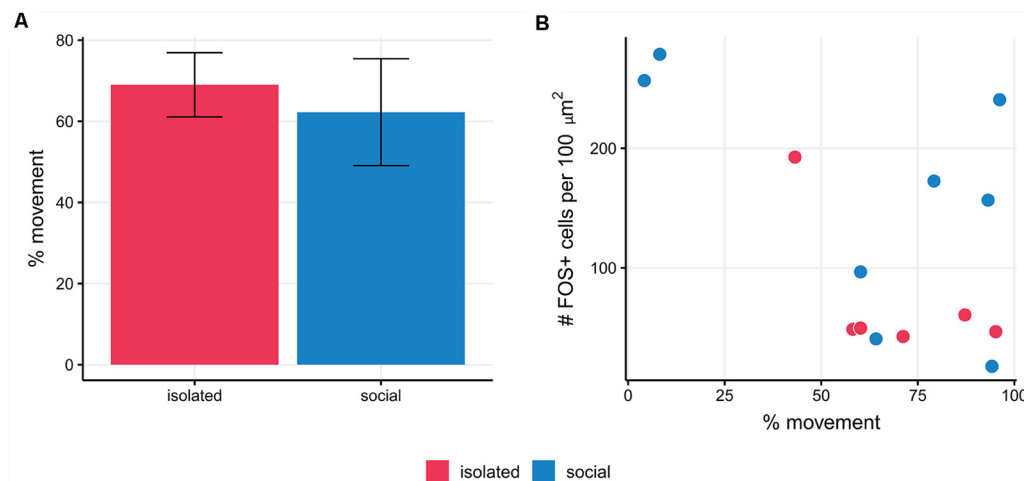 A
% movement
80
60
40
20
0
isolated social
B
# FOS+ cells per 100 μm²
200
100
0 25 50 75 100
% movement
isolated social